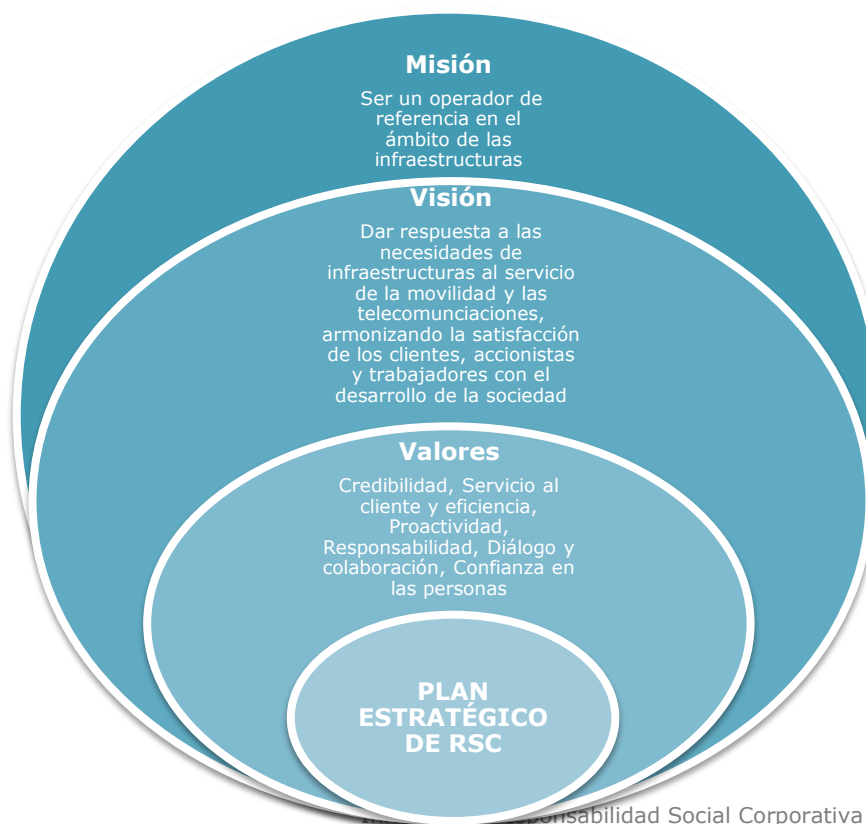 Misión
Ser un operador de
referencia en el
ámbito de las
infraestructuras
Visión
Dar respuesta a las
necesidades de
infraestructuras al servicio
de la movilidad y las
telecomunciaciones,
armonizando la satisfacción
de los clientes, accionistas
y trabajadores con el
desarrollo de la sociedad
Valores
Credibilidad, Servicio al
cliente y eficiencia,
Proactividad,
Responsabilidad, Diálogo y
colaboración, Confianza en
las personas
PLAN
ESTRATÉGICO
DE RSC
Social Corporativa